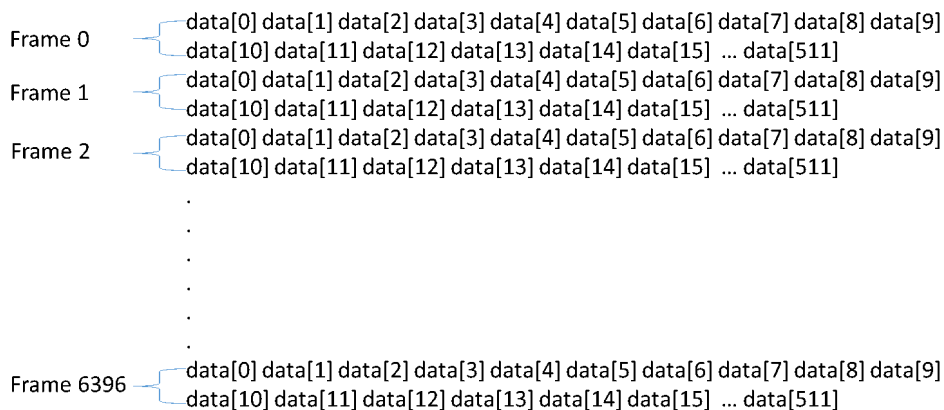 Frame 0
data[0] data[1] data[2] data[3] data[4] data[5] data[6] data[7] data[8] data[9]
data[10] data[11] data[12] data[13] data[14] data[15] ... data[511]
Frame 1
data[0] data[1] data[2] data[3] data[4] data[5] data[6] data[7] data[8] data[9]
data[10] data[11] data[12] data[13] data[14] data[15] ... data[511]
Frame 2
data[0] data[1] data[2] data[3] data[4] data[5] data[6] data[7] data[8] data[9]
data[10] data[11] data[12] data[13] data[14] data[15] ... data[511]
.
.
.
.
.
.
Frame 6396
data[0] data[1] data[2] data[3] data[4] data[5] data[6] data[7] data[8] data[9]
data[10] data[11] data[12] data[13] data[14] data[15] ... data[511]